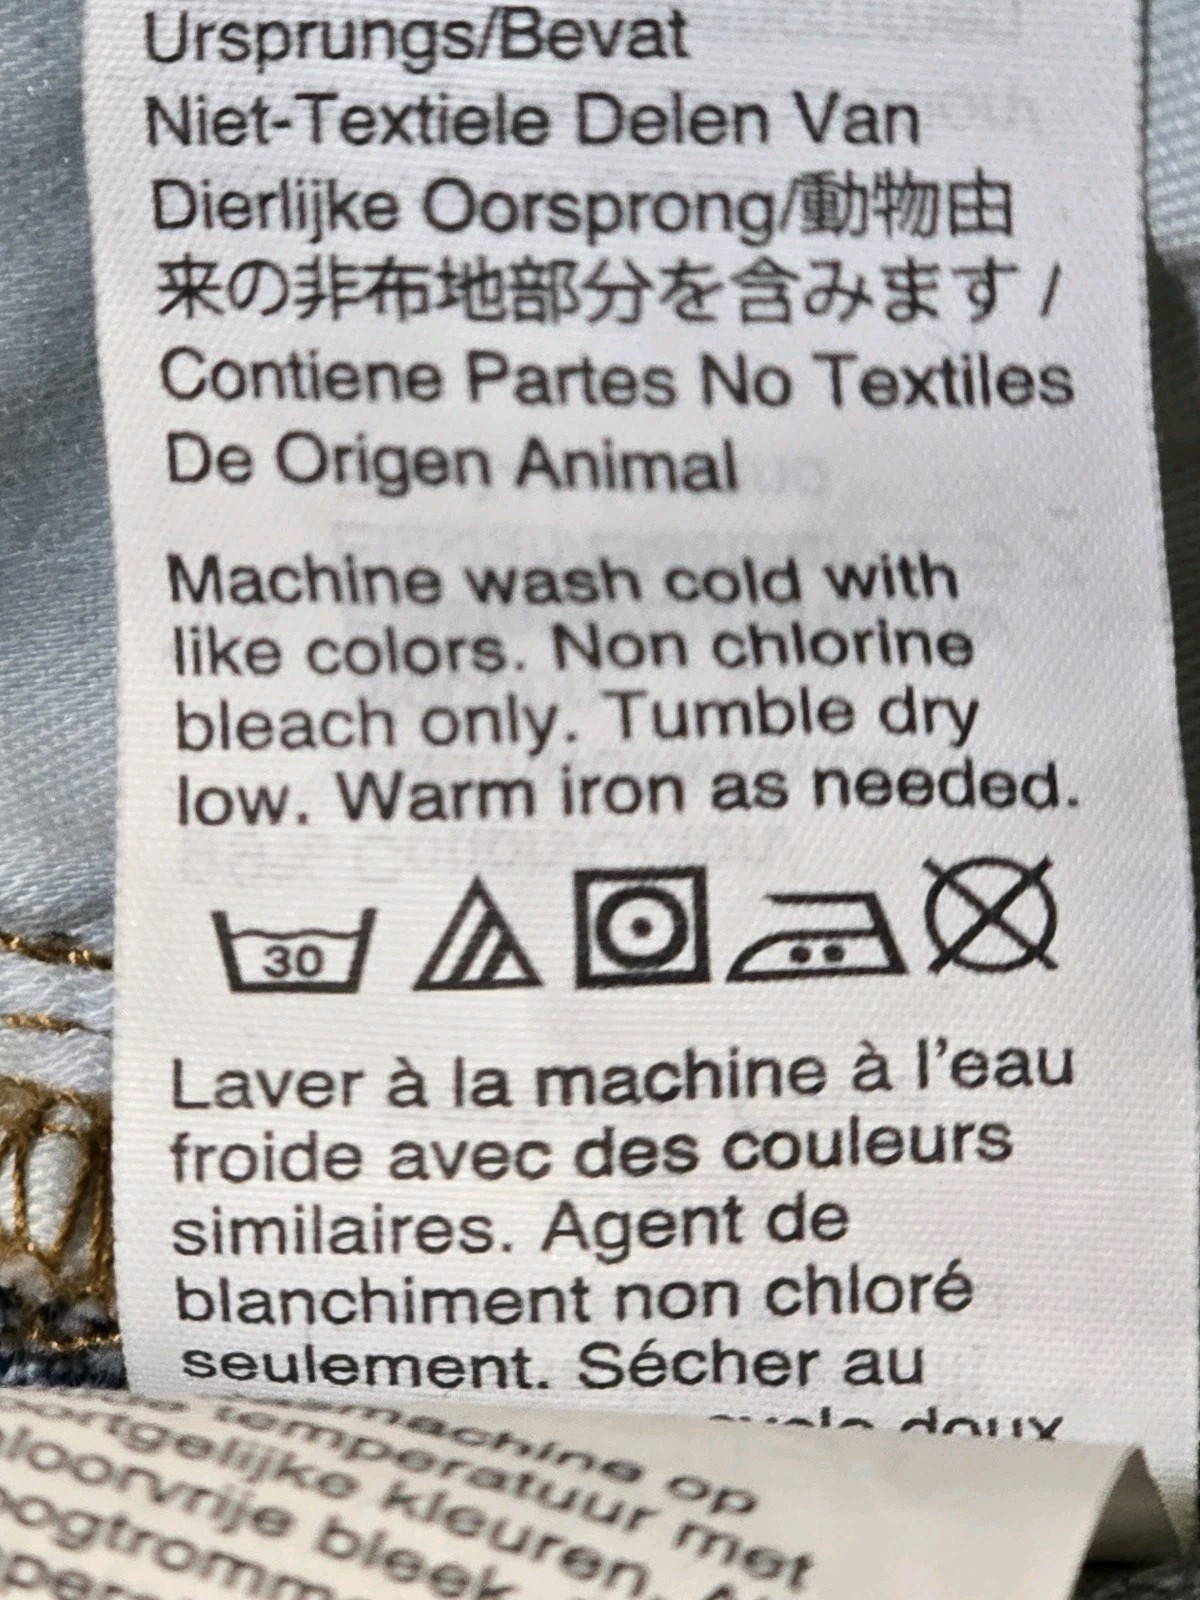 Ursprungs/Bevat
Niet-Textiele Delen Van
Dierlijke Oorsprong/動物由
来の非布地部分を含みます /
Contiene Partes No Textiles
De Origen Animal
Machine wash cold with
like colors. Non chlorine
bleach only. Tumble dry
low. Warm iron as needed.
30
Laver à la machine à l'eau
froide avec des couleurs
similaires. Agent de
blanchiment non chloré
seulement. Sécher au
doux
machine op
temperatuur met
kleuren.
bleek